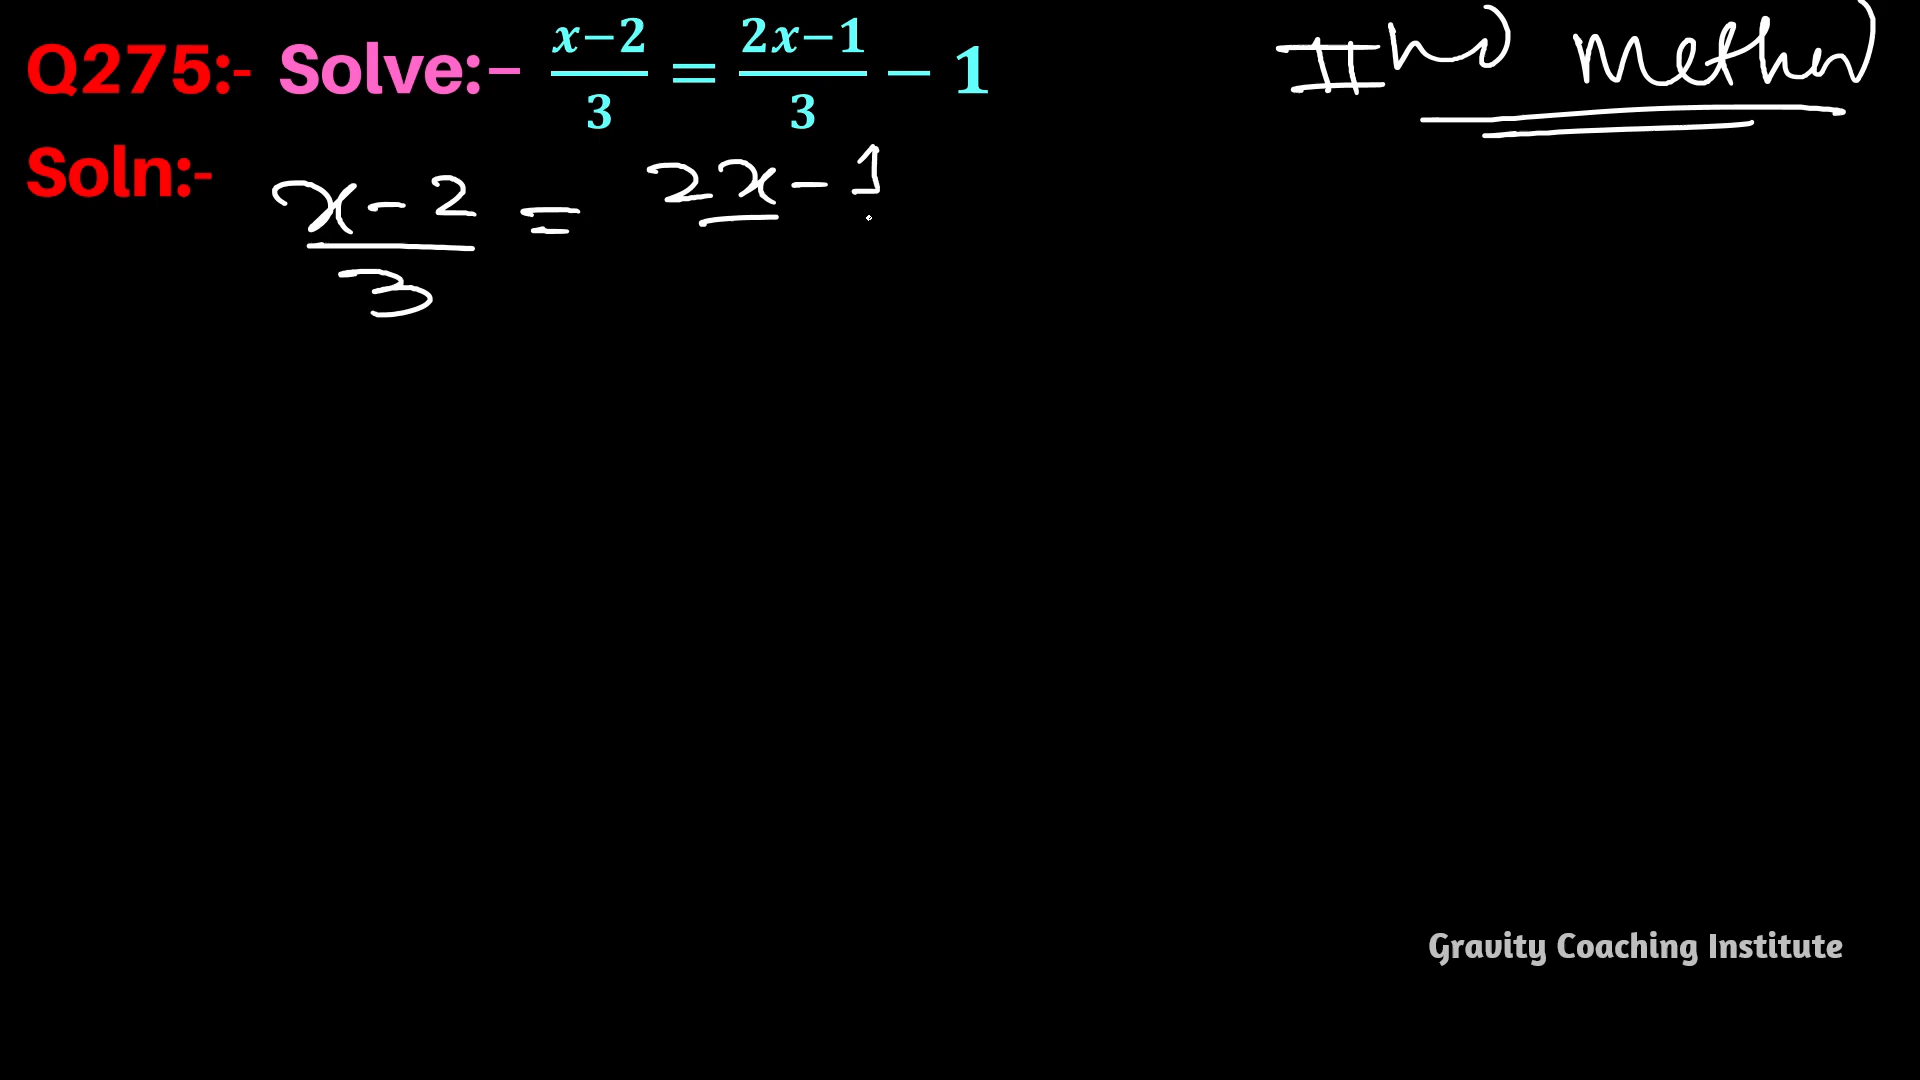 Q275:- Solve:- x-2/3 = 2x-1/3 - 1
IInd Method
Soln:- x-2/3 = 2x-1
Gravity Coaching Institute